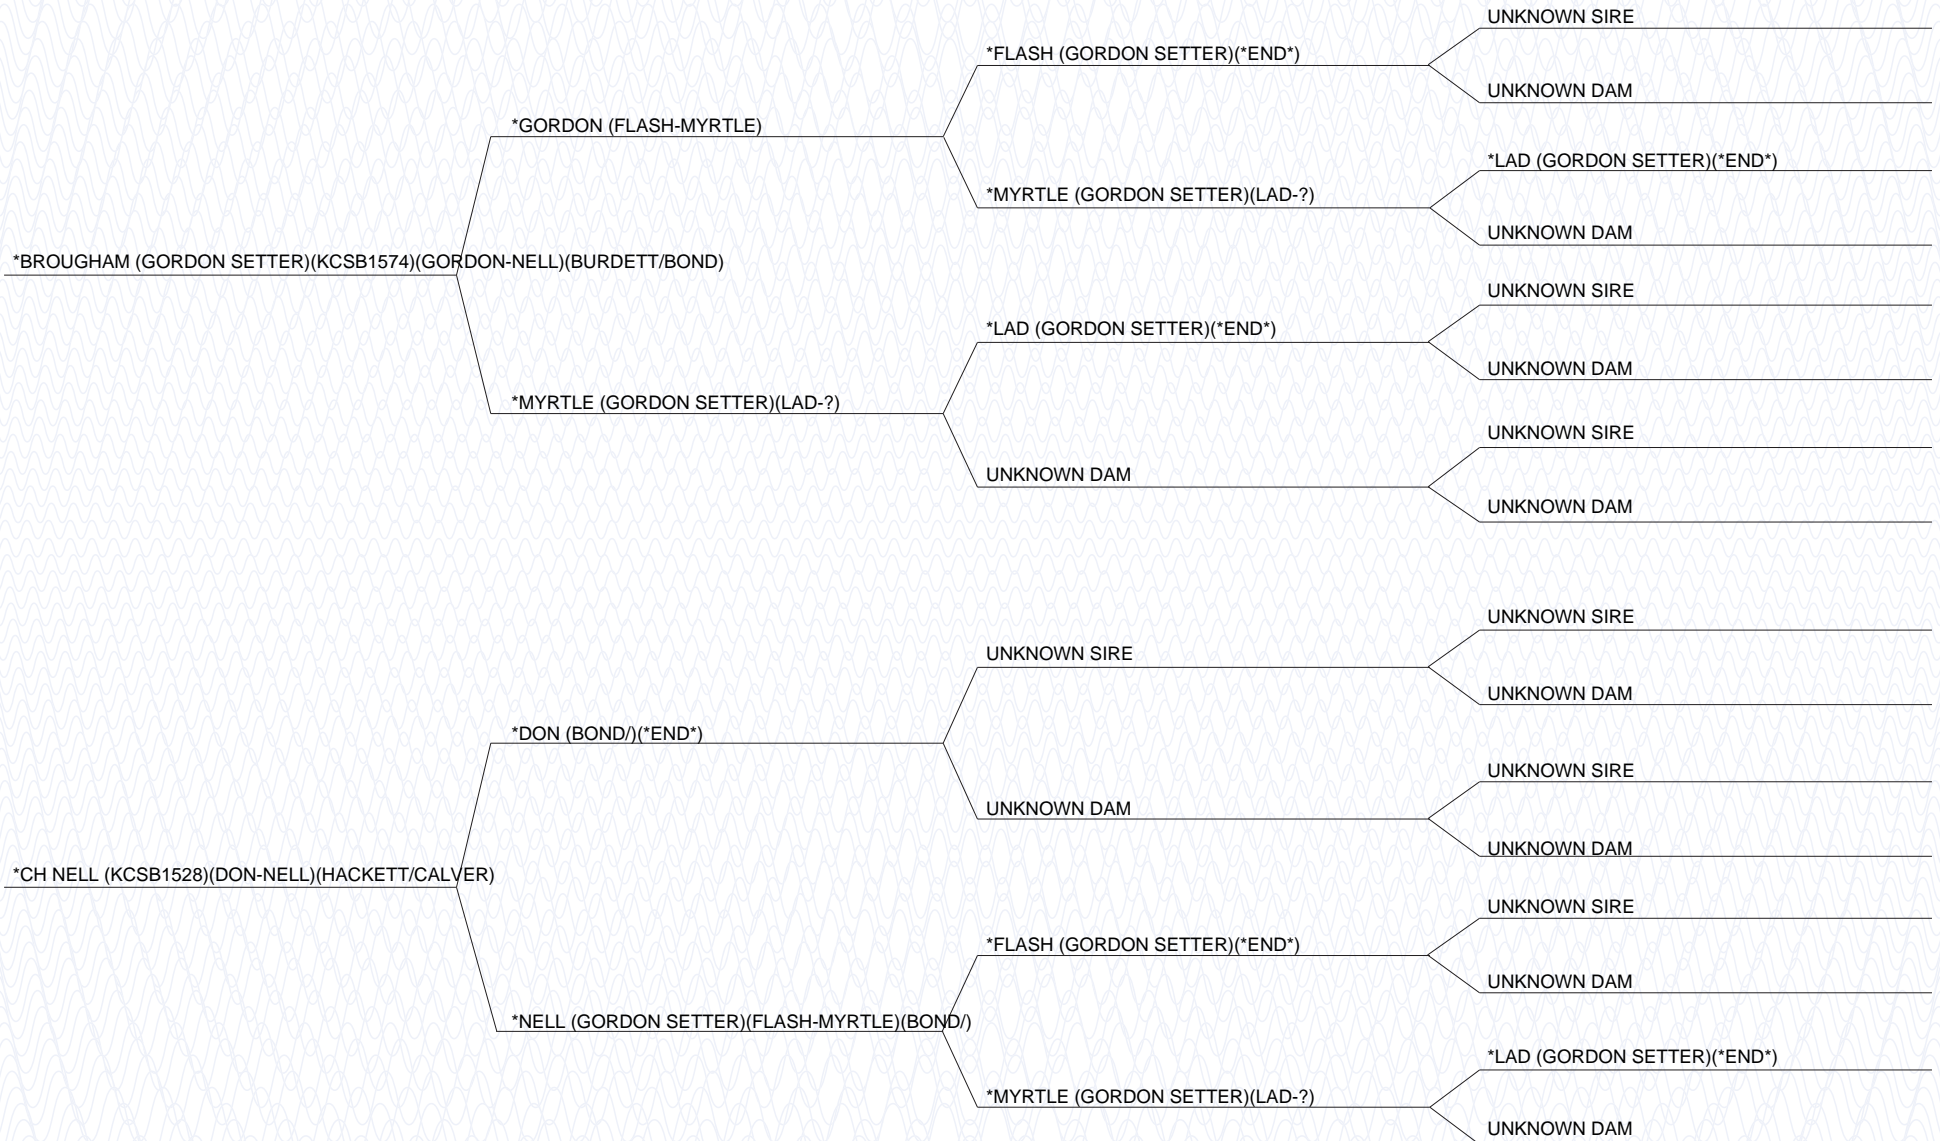 UNKNOWN SIRE
*FLASH (GORDON SETTER)(*END*)
UNKNOWN DAM
*GORDON (FLASH-MYRTLE)
*LAD (GORDON SETTER)(*END*)
*MYRTLE (GORDON SETTER)(LAD-?)
UNKNOWN DAM
*BROUGHAM (GORDON SETTER)(KCSB1574)(GORDON-NELL)(BURDETT/BOND)
UNKNOWN SIRE
*LAD (GORDON SETTER)(*END*)
UNKNOWN DAM
*MYRTLE (GORDON SETTER)(LAD-?)
UNKNOWN SIRE
UNKNOWN DAM
UNKNOWN DAM
UNKNOWN SIRE
UNKNOWN SIRE
UNKNOWN DAM
*DON (BOND/)(*END*)
UNKNOWN SIRE
UNKNOWN DAM
UNKNOWN DAM
*CH NELL (KCSB1528)(DON-NELL)(HACKETT/CALVER)
UNKNOWN SIRE
*FLASH (GORDON SETTER)(*END*)
UNKNOWN DAM
*NELL (GORDON SETTER)(FLASH-MYRTLE)(BOND/)
*LAD (GORDON SETTER)(*END*)
*MYRTLE (GORDON SETTER)(LAD-?)
UNKNOWN DAM